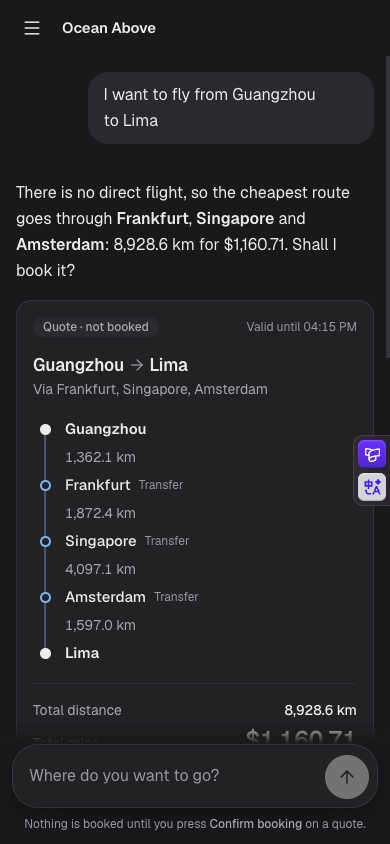 Ocean Above
I want to fly from Guangzhou
to Lima
There is no direct flight, so the cheapest route
goes through Frankfurt, Singapore and
Amsterdam: 8,928.6 km for $1,160.71. Shall I
book it?
Quote · not booked
Valid until 04:15 PM
Guangzhou → Lima
Via Frankfurt, Singapore, Amsterdam
Guangzhou
1,362.1 km
Frankfurt Transfer
1,872.4 km
Singapore Transfer
4,097.1 km
Amsterdam Transfer
1,597.0 km
Lima
Total distance 8,928.6 km
Total price $1,160.71
Where do you want to go?
Nothing is booked until you press Confirm booking on a quote.